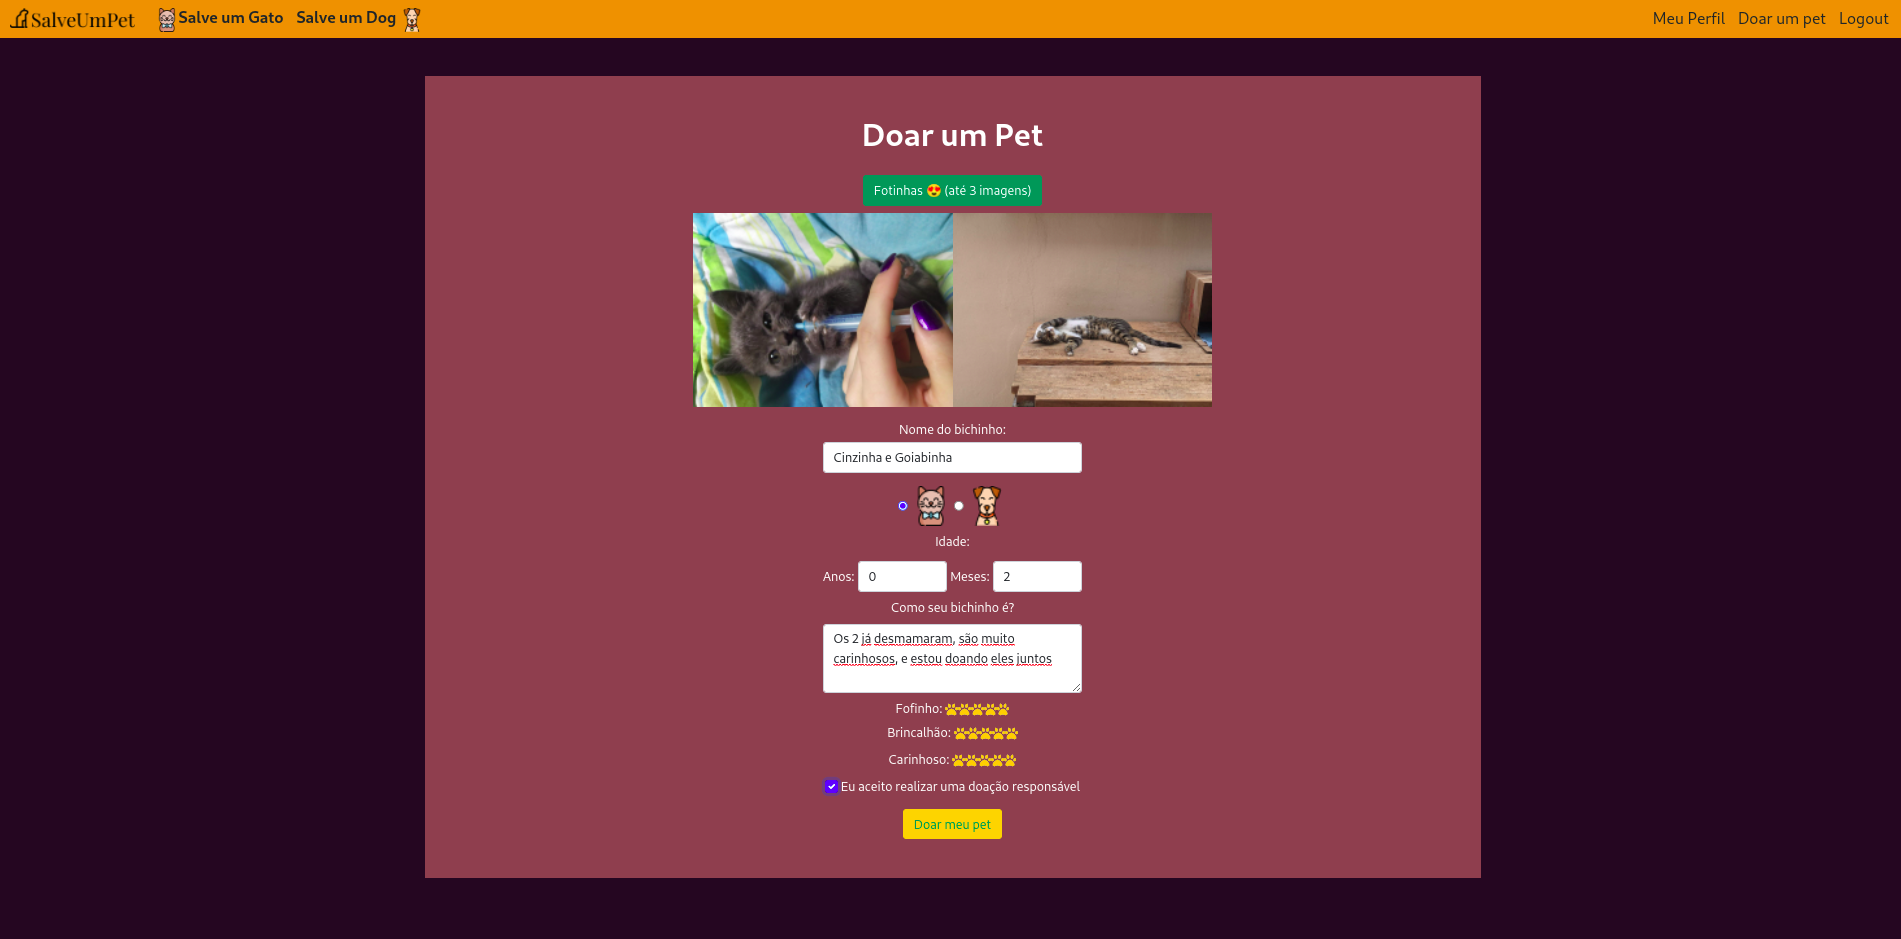 SalveUmPet Salve um Gato Salve um Dog Meu Perfil Doar um pet Logout
Doar um Pet
Fotinhas 😍 (até 3 imagens)
Nome do bichinho:
Cinzinha e Goiabinha
Idade:
Anos: 0 Meses: 2
Como seu bichinho é?
Os 2 já desmamaram, são muito
carinhosos, e estou doando eles juntos
Fofinho:
Brincalhão:
Carinhoso:
Eu aceito realizar uma doação responsável
Doar meu pet